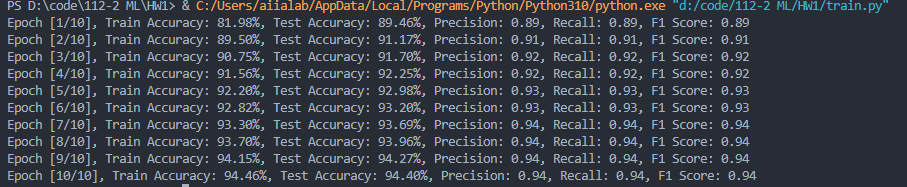 PS D:\code\112-2 ML\HW1> & C:/Users/aiialab/AppData/Local/Programs/Python/Python310/python.exe "d:/code/112-2 ML/HW1/train.py"
Epoch [1/10], Train Accuracy: 81.98%, Test Accuracy: 89.46%, Precision: 0.89, Recall: 0.89, F1 Score: 0.89
Epoch [2/10], Train Accuracy: 89.50%, Test Accuracy: 91.17%, Precision: 0.91, Recall: 0.91, F1 Score: 0.91
Epoch [3/10], Train Accuracy: 90.75%, Test Accuracy: 91.70%, Precision: 0.92, Recall: 0.92, F1 Score: 0.92
Epoch [4/10], Train Accuracy: 91.56%, Test Accuracy: 92.25%, Precision: 0.92, Recall: 0.92, F1 Score: 0.92
Epoch [5/10], Train Accuracy: 92.20%, Test Accuracy: 92.98%, Precision: 0.93, Recall: 0.93, F1 Score: 0.93
Epoch [6/10], Train Accuracy: 92.82%, Test Accuracy: 93.20%, Precision: 0.93, Recall: 0.93, F1 Score: 0.93
Epoch [7/10], Train Accuracy: 93.30%, Test Accuracy: 93.69%, Precision: 0.94, Recall: 0.94, F1 Score: 0.94
Epoch [8/10], Train Accuracy: 93.70%, Test Accuracy: 93.96%, Precision: 0.94, Recall: 0.94, F1 Score: 0.94
Epoch [9/10], Train Accuracy: 94.15%, Test Accuracy: 94.27%, Precision: 0.94, Recall: 0.94, F1 Score: 0.94
Epoch [10/10], Train Accuracy: 94.46%, Test Accuracy: 94.40%, Precision: 0.94, Recall: 0.94, F1 Score: 0.94